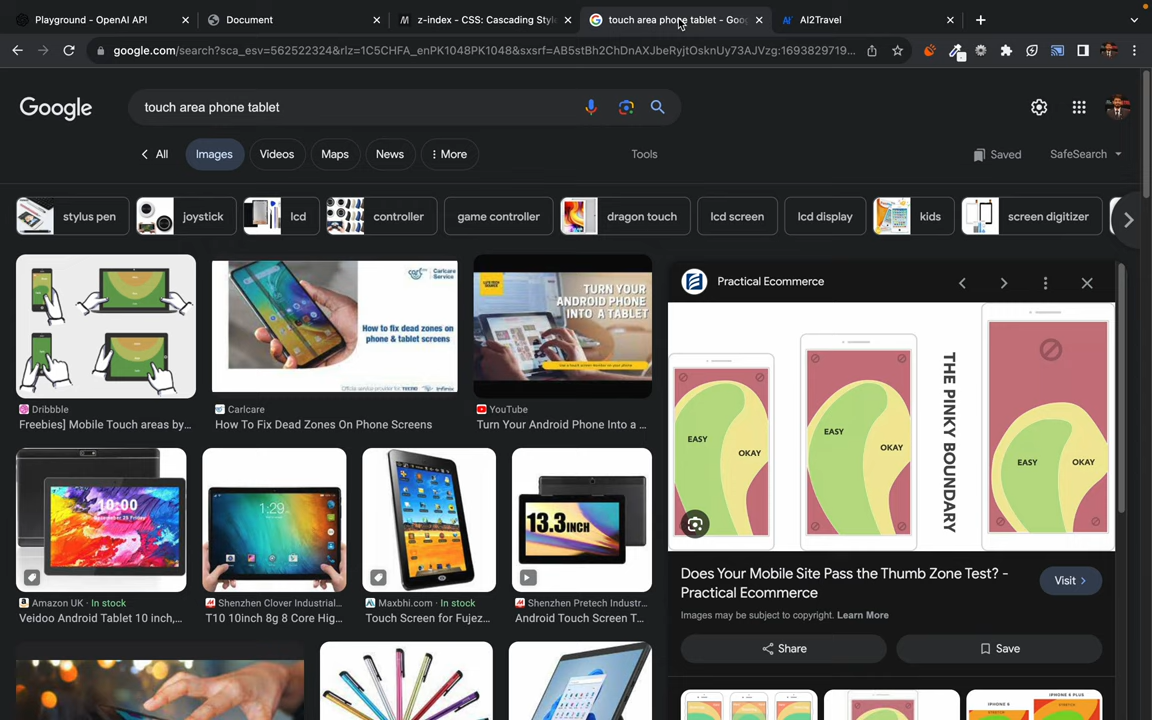 Playground - OpenAI API
Document
z-index - CSS: Cascading Styl
touch area phone tablet - Goog
AI2Travel
google.com/search?sca_esv=562522324&rlz=1C5CHFA_enPK1048PK1048&sxsrf=AB5stBh2ChDnAXJbeRyjtOsknUy73AJVzg:1693829719...
Google
touch area phone tablet
All
Images
Videos
Maps
News
More
Tools
Saved
SafeSearch
stylus pen
joystick
lcd
controller
game controller
dragon touch
lcd screen
lcd display
kids
screen digitizer
Carlcare Service
How to fix dead zones on
phone & tablet screens
TURN YOUR
ANDROID PHONE
INTO A TABLET
Dribbble
Freebies] Mobile Touch areas by...
Carlcare
How To Fix Dead Zones On Phone Screens
YouTube
Turn Your Android Phone Into a ...
Practical Ecommerce
EASY
OKAY
EASY
OKAY
THE PINKY BOUNDARY
EASY
OKAY
10:00
1:29
13.3INCH
Amazon UK · In stock
Veidoo Android Tablet 10 inch,...
Shenzhen Clover Industrial...
T10 10inch 8g 8 Core Hig...
Maxbhi.com · In stock
Touch Screen for Fujez...
Shenzhen Pretech Industr...
Android Touch Screen T...
Does Your Mobile Site Pass the Thumb Zone Test? -
Practical Ecommerce
Visit
Images may be subject to copyright. Learn More
Share
Save